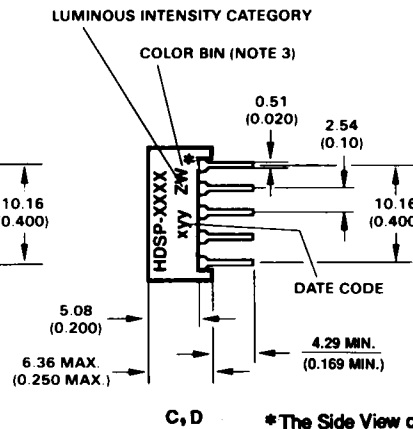 LUMINOUS INTENSITY CATEGORY
COLOR BIN (NOTE 3)
0.51
(0.020)
2.54
(0.10)
10.16
(0.400)
10.16
(0.400)
HDSP-XXXX
xyy
ZW
*
DATE CODE
5.08
(0.200)
4.29 MIN.
(0.169 MIN.)
6.36 MAX.
(0.250 MAX.)
C, D
*The Side View o